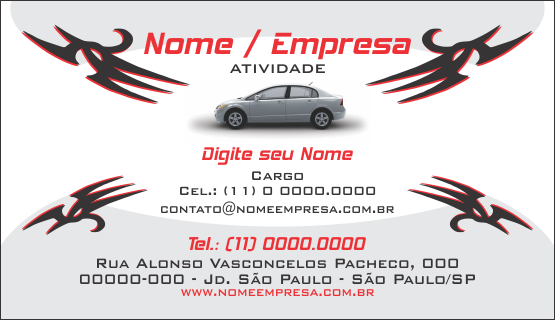 Nome / Empresa
ATIVIDADE
Digite seu Nome
Cargo
Cel.: (11) 0 0000.0000
contato@nomeempresa.com.br
Tel.: (11) 0000.0000
Rua Alonso Vasconcelos Pacheco, 000
00000-000 - Jd. São Paulo - São Paulo/SP
www.nomeempresa.com.br